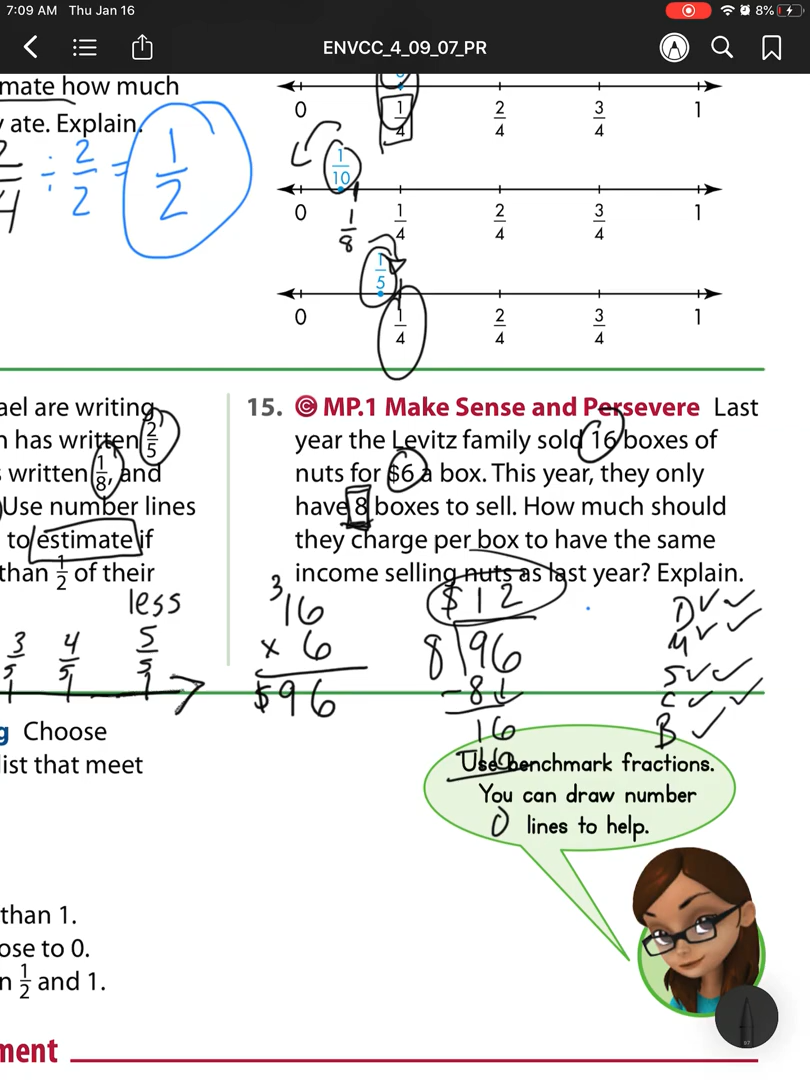 7:09 AM Thu Jan 16
8%
ENVCC_4_09_07_PR
mate how much
ate. Explain.
÷ 2/2 = 1/2
0 1/4 2/4 3/4 1
1/10
0 1/8 1/4 2/4 3/4 1
1/5
0 1/4 2/4 3/4 1
ael are writing
has written 2/5
written 1/8, and
Use number lines
to estimate if
than 1/2 of their
less
3/5 4/5 5/5
15. MP.1 Make Sense and Persevere Last
year the Levitz family sold 16 boxes of
nuts for $6 a box. This year, they only
have 8 boxes to sell. How much should
they charge per box to have the same
income selling nuts as last year? Explain.
3
16
x 6
$96
$12
8 96
-8↓
16
0
D✓✓
M✓✓
S✓✓
C✓✓
B✓
g Choose
list that meet
Use benchmark fractions.
You can draw number
lines to help.
than 1.
ose to 0.
n 1/2 and 1.
ment
97